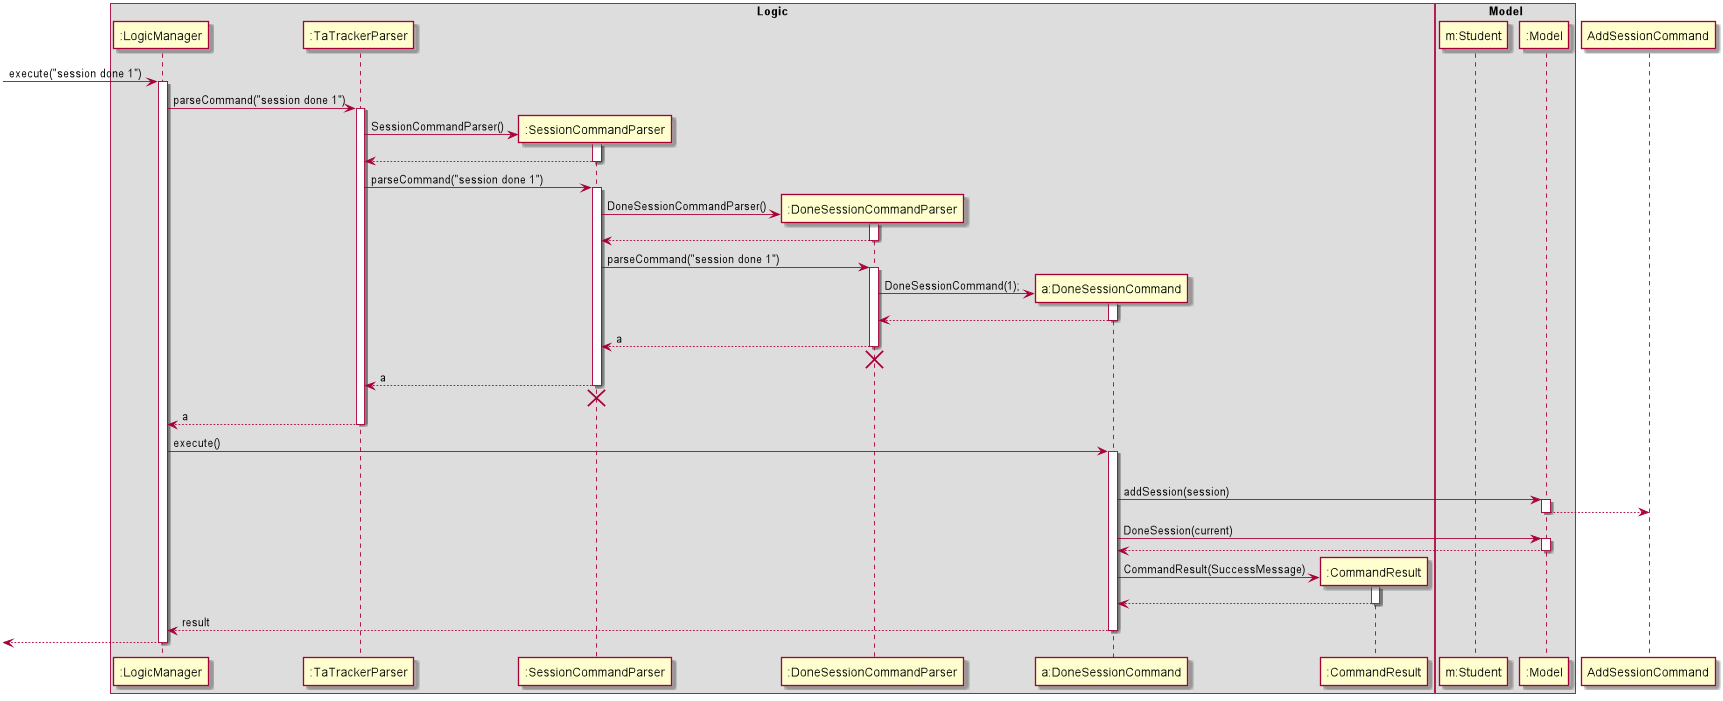 Logic
Model
:LogicManager
:TaTrackerParser
m:Student
:Model
AddSessionCommand
execute("session done 1")
parseCommand("session done 1")
SessionCommandParser()
:SessionCommandParser
parseCommand("session done 1")
DoneSessionCommandParser()
:DoneSessionCommandParser
parseCommand("session done 1")
DoneSessionCommand(1);
a:DoneSessionCommand
a
a
a
execute()
addSession(session)
DoneSession(current)
CommandResult(SuccessMessage)
:CommandResult
result
:LogicManager
:TaTrackerParser
:SessionCommandParser
:DoneSessionCommandParser
a:DoneSessionCommand
:CommandResult
m:Student
:Model
AddSessionCommand